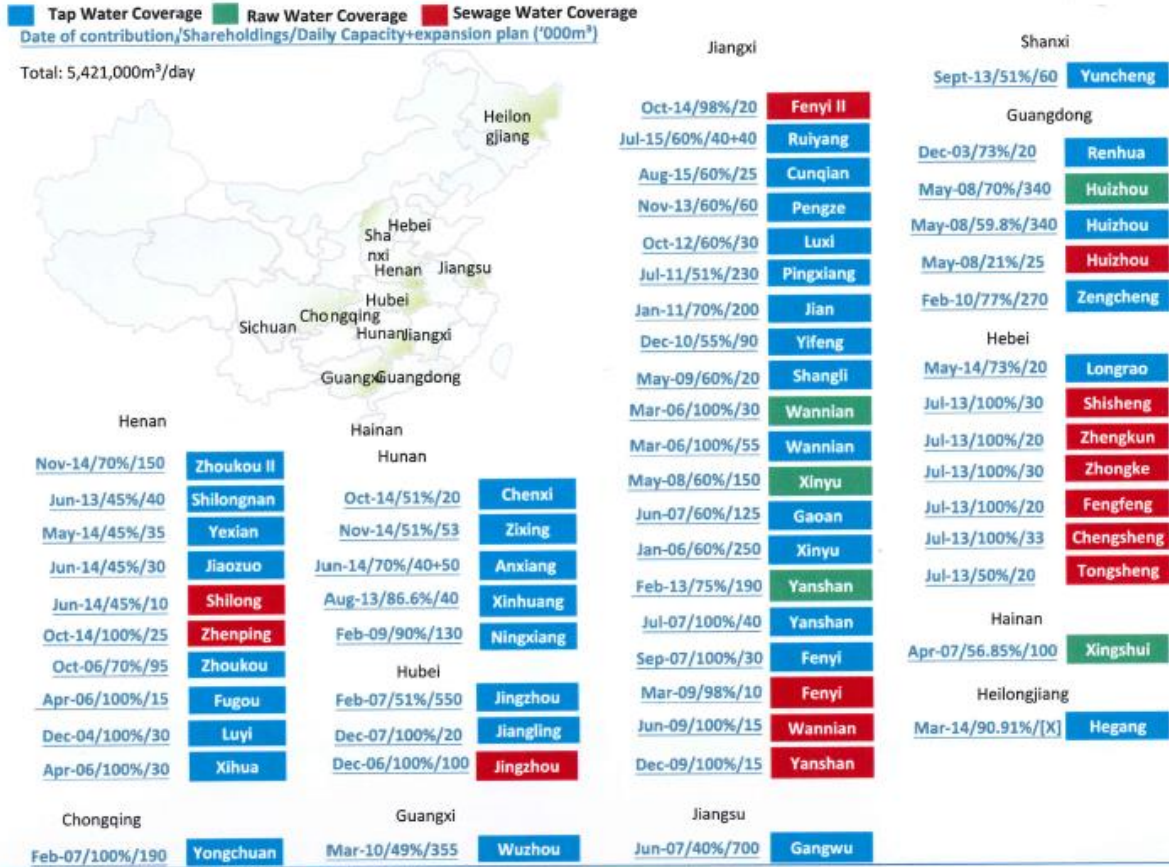 Tap Water Coverage Raw Water Coverage Sewage Water Coverage
Date of contribution/Shareholdings/Daily Capacity+expansion plan ('000m³)
Total: 5,421,000m³/day
Heilon
gjiang
Sha
nxi
Hebei
Henan
Jiangsu
Hubei
Chongqing
Sichuan
Hunan
Jiangxi
Guangxi
Guangdong
Henan
Nov-14/70%/150 Zhoukou II
Jun-13/45%/40 Shilongnan
May-14/45%/35 Yexian
Jun-14/45%/30 Jiaozuo
Jun-14/45%/10 Shilong
Oct-14/100%/25 Zhenping
Oct-06/70%/95 Zhoukou
Apr-06/100%/15 Fugou
Dec-04/100%/30 Luyi
Apr-06/100%/30 Xihua
Chongqing
Feb-07/100%/190 Yongchuan
Hainan
Hunan
Oct-14/51%/20 Chenxi
Nov-14/51%/53 Zixing
Jun-14/70%/40+50 Anxiang
Aug-13/86.6%/40 Xinhuang
Feb-09/90%/130 Ningxiang
Hubei
Feb-07/51%/550 Jingzhou
Dec-07/100%/20 Jiangling
Dec-06/100%/100 Jingzhou
Guangxi
Mar-10/49%/355 Wuzhou
Jiangxi
Oct-14/98%/20 Fenyi II
Jul-15/60%/40+40 Ruiyang
Aug-15/60%/25 Cunqian
Nov-13/60%/60 Pengze
Oct-12/60%/30 Luxi
Jul-11/51%/230 Pingxiang
Jan-11/70%/200 Jian
Dec-10/55%/90 Yifeng
May-09/60%/20 Shangli
Mar-06/100%/30 Wannian
Mar-06/100%/55 Wannian
May-08/60%/150 Xinyu
Jun-07/60%/125 Gaoan
Jan-06/60%/250 Xinyu
Feb-13/75%/190 Yanshan
Jul-07/100%/40 Yanshan
Sep-07/100%/30 Fenyi
Mar-09/98%/10 Fenyi
Jun-09/100%/15 Wannian
Dec-09/100%/15 Yanshan
Jiangsu
Jun-07/40%/700 Gangwu
Shanxi
Sept-13/51%/60 Yuncheng
Guangdong
Dec-03/73%/20 Renhua
May-08/70%/340 Huizhou
May-08/59.8%/340 Huizhou
May-08/21%/25 Huizhou
Feb-10/77%/270 Zengcheng
Hebei
May-14/73%/20 Longrao
Jul-13/100%/30 Shisheng
Jul-13/100%/20 Zhengkun
Jul-13/100%/30 Zhongke
Jul-13/100%/20 Fengfeng
Jul-13/100%/33 Chengsheng
Jul-13/50%/20 Tongsheng
Hainan
Apr-07/56.85%/100 Xingshui
Heilongjiang
Mar-14/90.91%/[X] Hegang